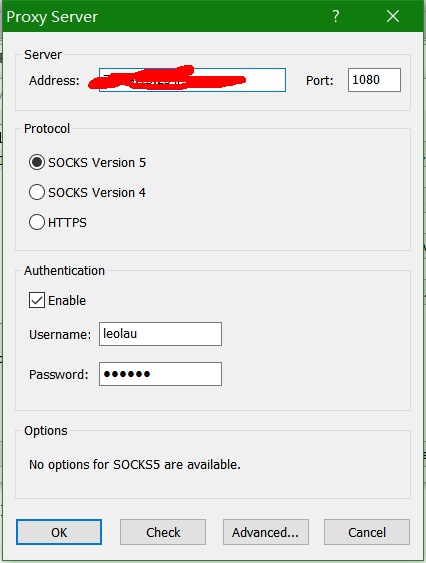 Proxy Server
Server
Address:
Port: 1080
Protocol
SOCKS Version 5
SOCKS Version 4
HTTPS
Authentication
Enable
Username: leolau
Password: ●●●●●●
Options
No options for SOCKS5 are available.
OK Check Advanced... Cancel